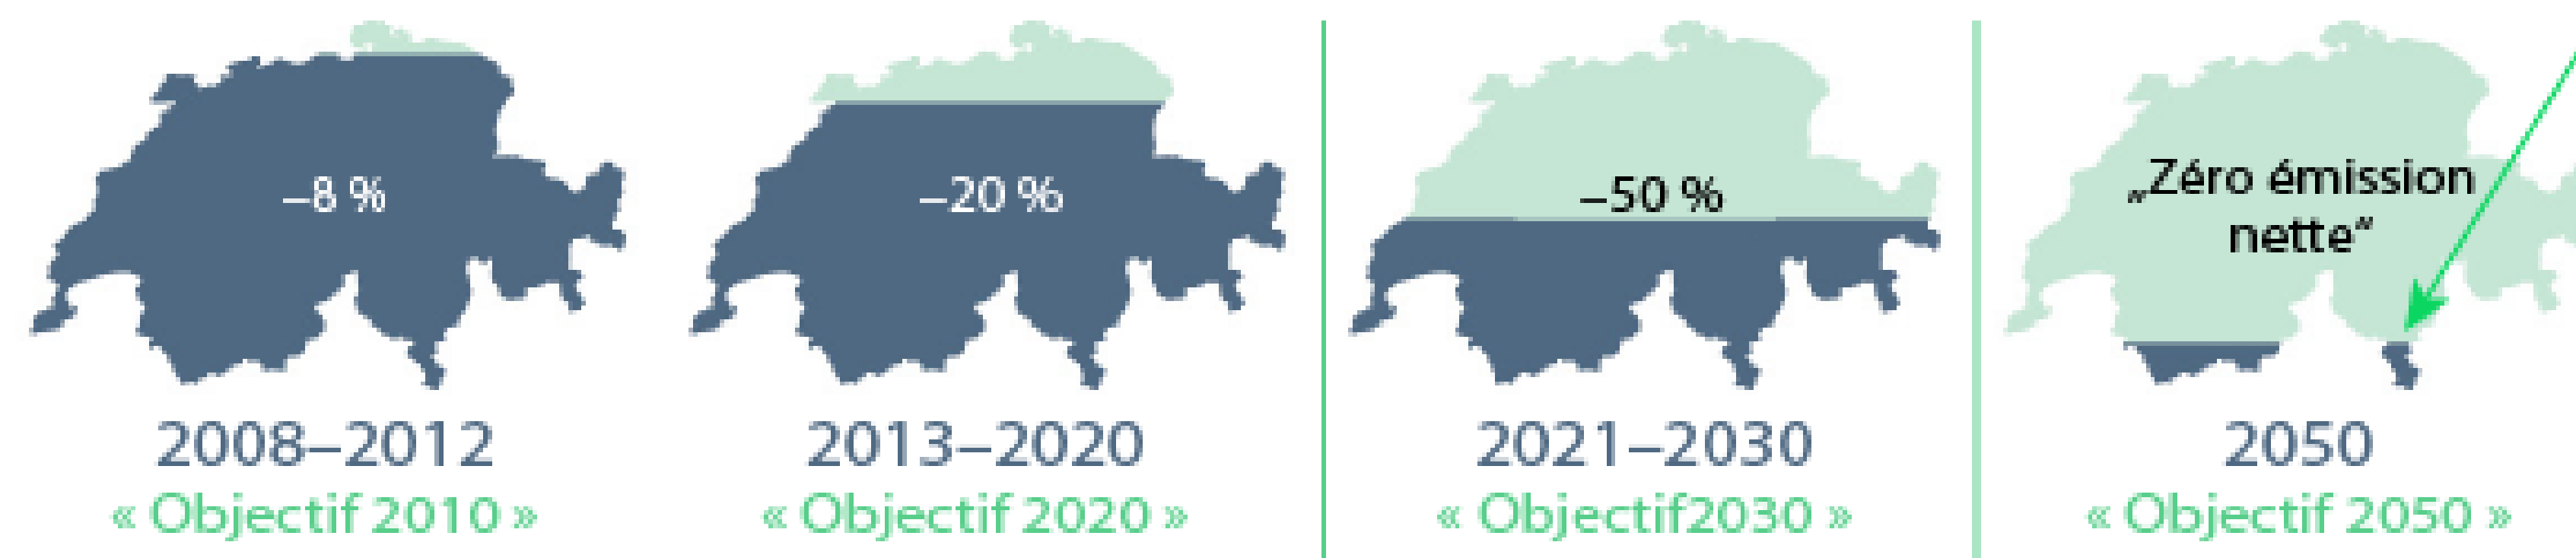 –8 %
2008–2012
« Objectif 2010 »
–20 %
2013–2020
« Objectif 2020 »
–50 %
2021–2030
« Objectif2030 »
„Zéro émission
nette“
2050
« Objectif 2050 »